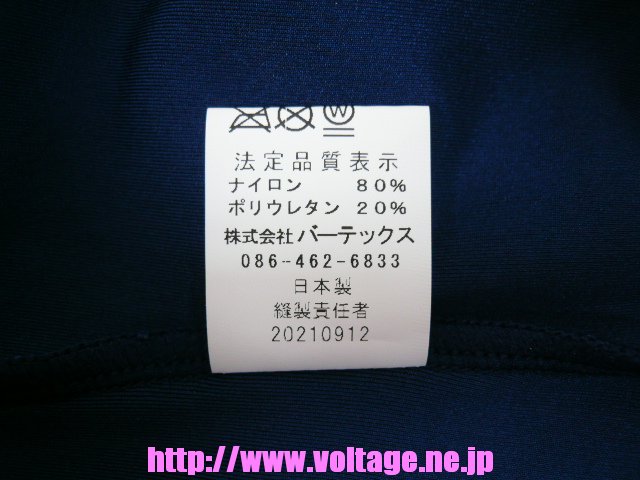 W
法定品質表示
ナイロン 80%
ポリウレタン 20%
株式会社バーテックス
086-462-6833
日本製
縫製責任者
20210912
http://www.voltage.ne.jp